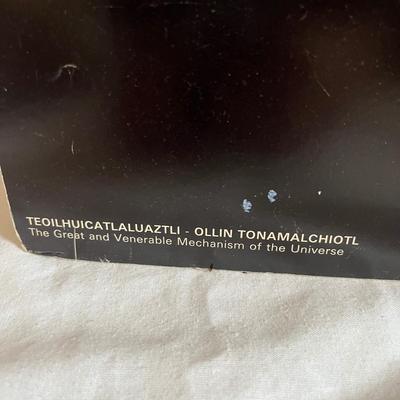 TEOILHUICATLALUAZTLI - OLLIN TONAMALCHIOTL
The Great and Venerable Mechanism of the Universe